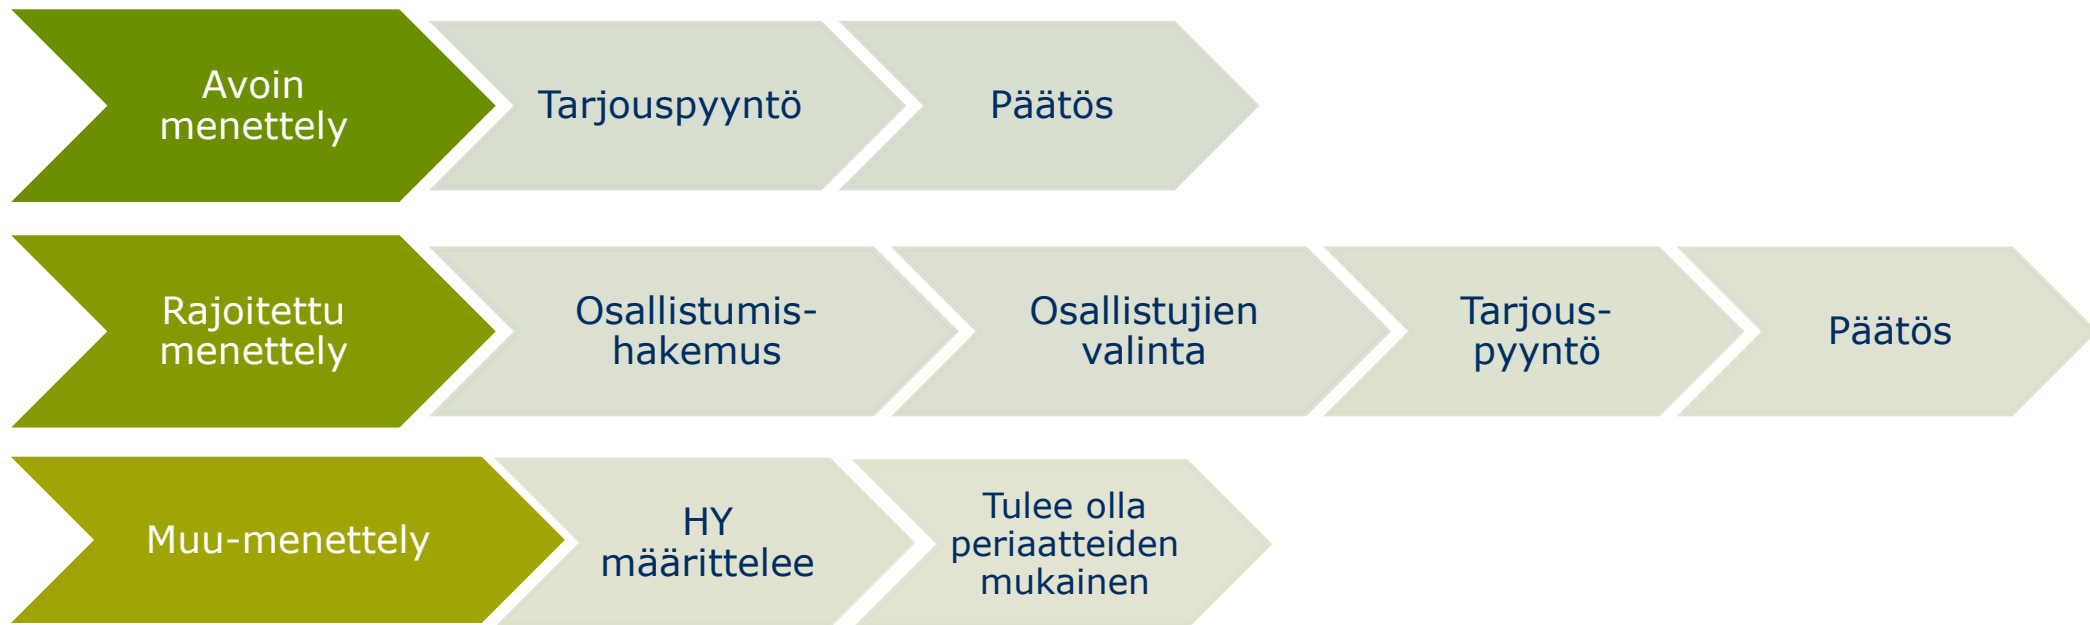 Avoin
menettely
Tarjouspyyntö
Päätös
Rajoitettu
menettely
Osallistumis-
hakemus
Osallistujien
valinta
Tarjous-
pyyntö
Päätös
Muu-menettely
HY
määrittelee
Tulee olla
periaatteiden
mukainen